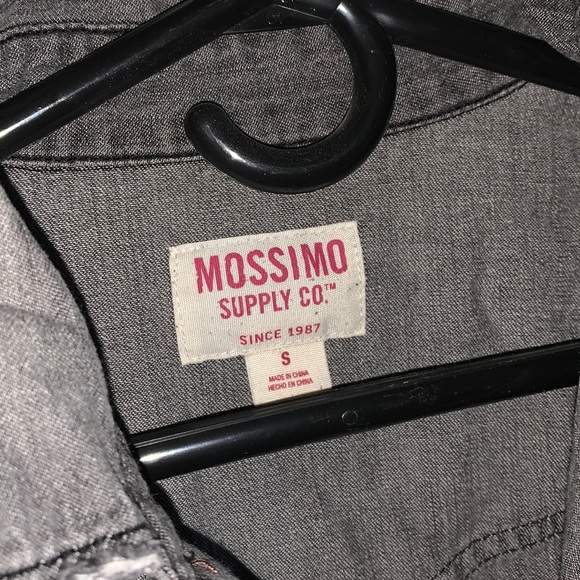 MOSSIMO
SUPPLY CO.™
SINCE 1987
S
MADE IN CHINA
HECHO EN CHINA